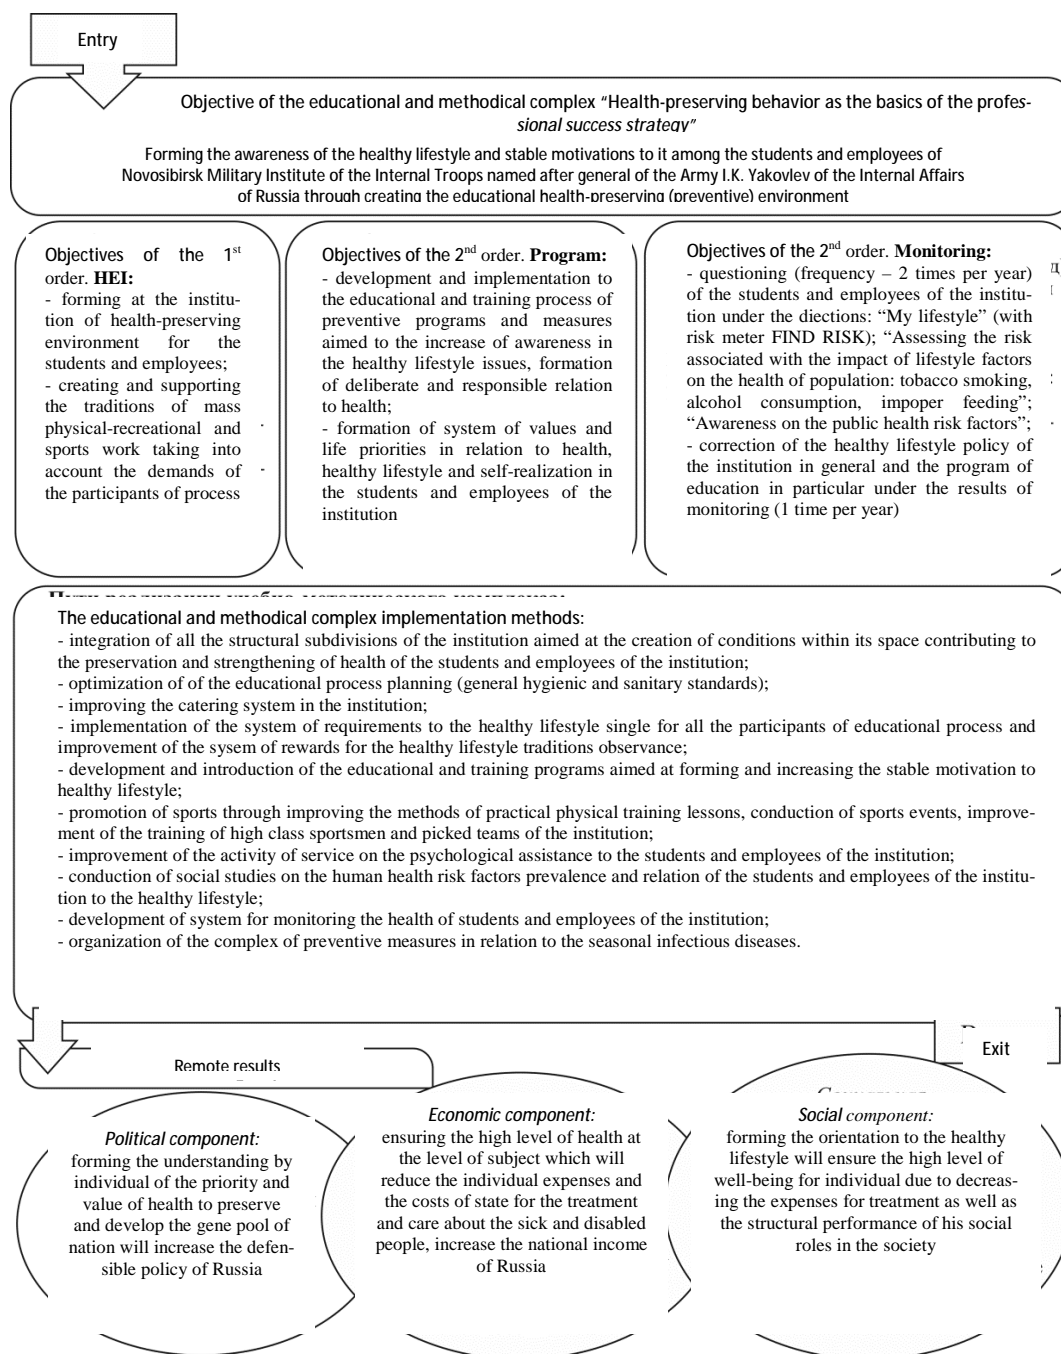 Entry
Objective of the educational and methodical complex “Health-preserving behavior as the basics of the profes-
sional success strategy”
Forming the awareness of the healthy lifestyle and stable motivations to it among the students and employees of
Novosibirsk Military Institute of the Internal Troops named after general of the Army I.K. Yakovlev of the Internal Affairs
of Russia through creating the educational health-preserving (preventive) environment
Objectives of the 1st
order. HEI:
- forming at the institu-
tion of health-preserving
environment for the
students and employees;
- creating and supporting
the traditions of mass
physical-recreational and
sports work taking into
account the demands of
the participants of process
Objectives of the 2nd order. Program:
- development and implementation to
the educational and training process of
preventive programs and measures
aimed to the increase of awareness in
the healthy lifestyle issues, formation
of deliberate and responsible relation
to health;
- formation of system of values and
life priorities in relation to health,
healthy lifestyle and self-realization in
the students and employees of the
institution
Objectives of the 2nd order. Monitoring:
- questioning (frequency – 2 times per year)
of the students and employees of the institu-
tion under the diections: “My lifestyle” (with
risk meter FIND RISK); “Assessing the risk
associated with the impact of lifestyle factors
on the health of population: tobacco smoking,
alcohol consumption, impoper feeding”;
“Awareness on the public health risk factors”;
- correction of the healthy lifestyle policy of
the institution in general and the program of
education in particular under the results of
monitoring (1 time per year)
The educational and methodical complex implementation methods:
- integration of all the structural subdivisions of the institution aimed at the creation of conditions within its space contributing to
the preservation and strengthening of health of the students and employees of the institution;
- optimization of of the educational process planning (general hygienic and sanitary standards);
- improving the catering system in the institution;
- implementation of the system of requirements to the healthy lifestyle single for all the participants of educational process and
improvement of the sysem of rewards for the healthy lifestyle traditions observance;
- development and introduction of the educational and training programs aimed at forming and increasing the stable motivation to
healthy lifestyle;
- promotion of sports through improving the methods of practical physical training lessons, conduction of sports events, improve-
ment of the training of high class sportsmen and picked teams of the institution;
- improvement of the activity of service on the psychological assistance to the students and employees of the institution;
- conduction of social studies on the human health risk factors prevalence and relation of the students and employees of the institu-
tion to the healthy lifestyle;
- development of system for monitoring the health of students and employees of the institution;
- organization of the complex of preventive measures in relation to the seasonal infectious diseases.
Exit
Remote results
Political component:
forming the understanding by
individual of the priority and
value of health to preserve
and develop the gene pool of
nation will increase the defen-
sible policy of Russia
Economic component:
ensuring the high level of health at
the level of subject which will
reduce the individual expenses and
the costs of state for the treatment
and care about the sick and disabled
people, increase the national income
of Russia
Social component:
forming the orientation to the healthy
lifestyle will ensure the high level of
well-being for individual due to decreas-
ing the expenses for treatment as well as
the structural performance of his social
roles in the society